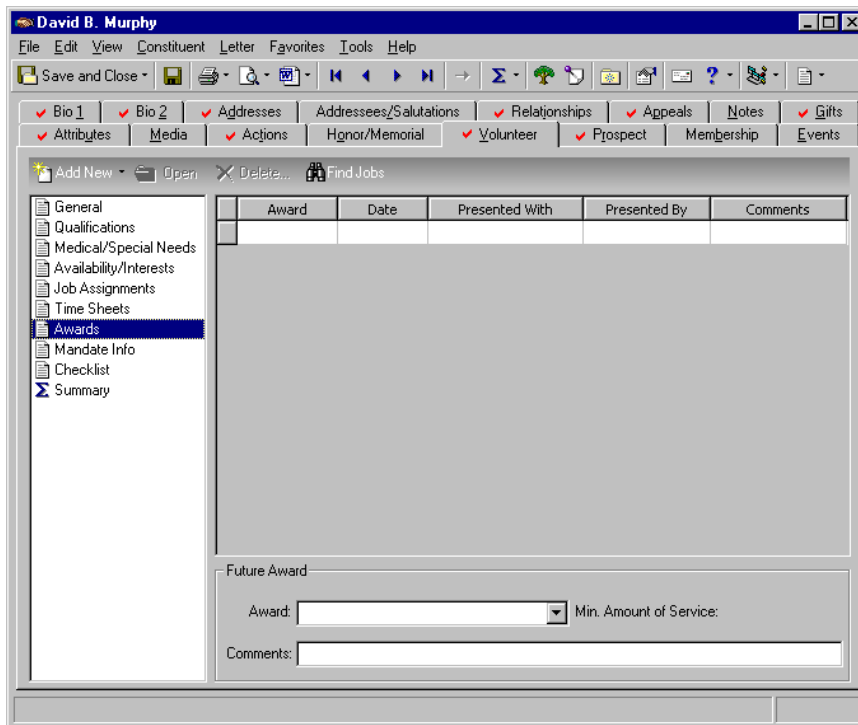 David B. Murphy
File Edit View Constituent Letter Favorites Tools Help
Save and Close
Bio 1 Bio 2 Addresses Addressees/Salutations Relationships Appeals Notes Gifts
Attributes Media Actions Honor/Memorial Volunteer Prospect Membership Events
Add New Open Delete... Find Jobs
General
Qualifications
Medical/Special Needs
Availability/Interests
Job Assignments
Time Sheets
Awards
Mandate Info
Checklist
Σ Summary
Award Date Presented With Presented By Comments
Future Award
Award: Min. Amount of Service:
Comments: